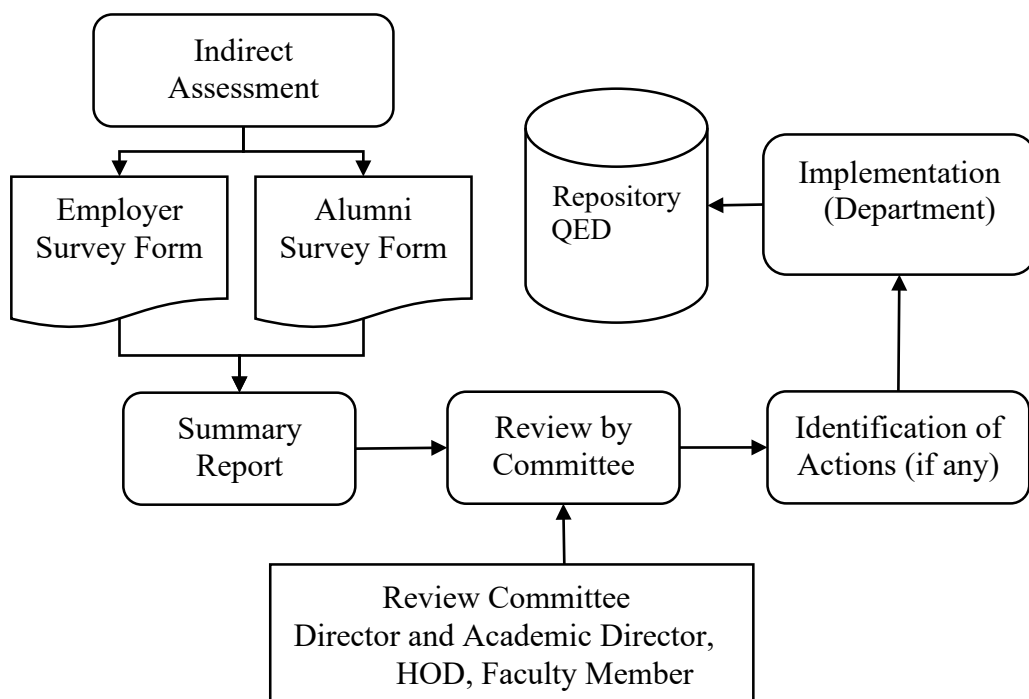 Indirect
Assessment
Employer
Survey Form
Alumni
Survey Form
Repository
QED
Implementation
(Department)
Summary
Report
Review by
Committee
Identification of
Actions (if any)
Review Committee
Director and Academic Director,
HOD, Faculty Member